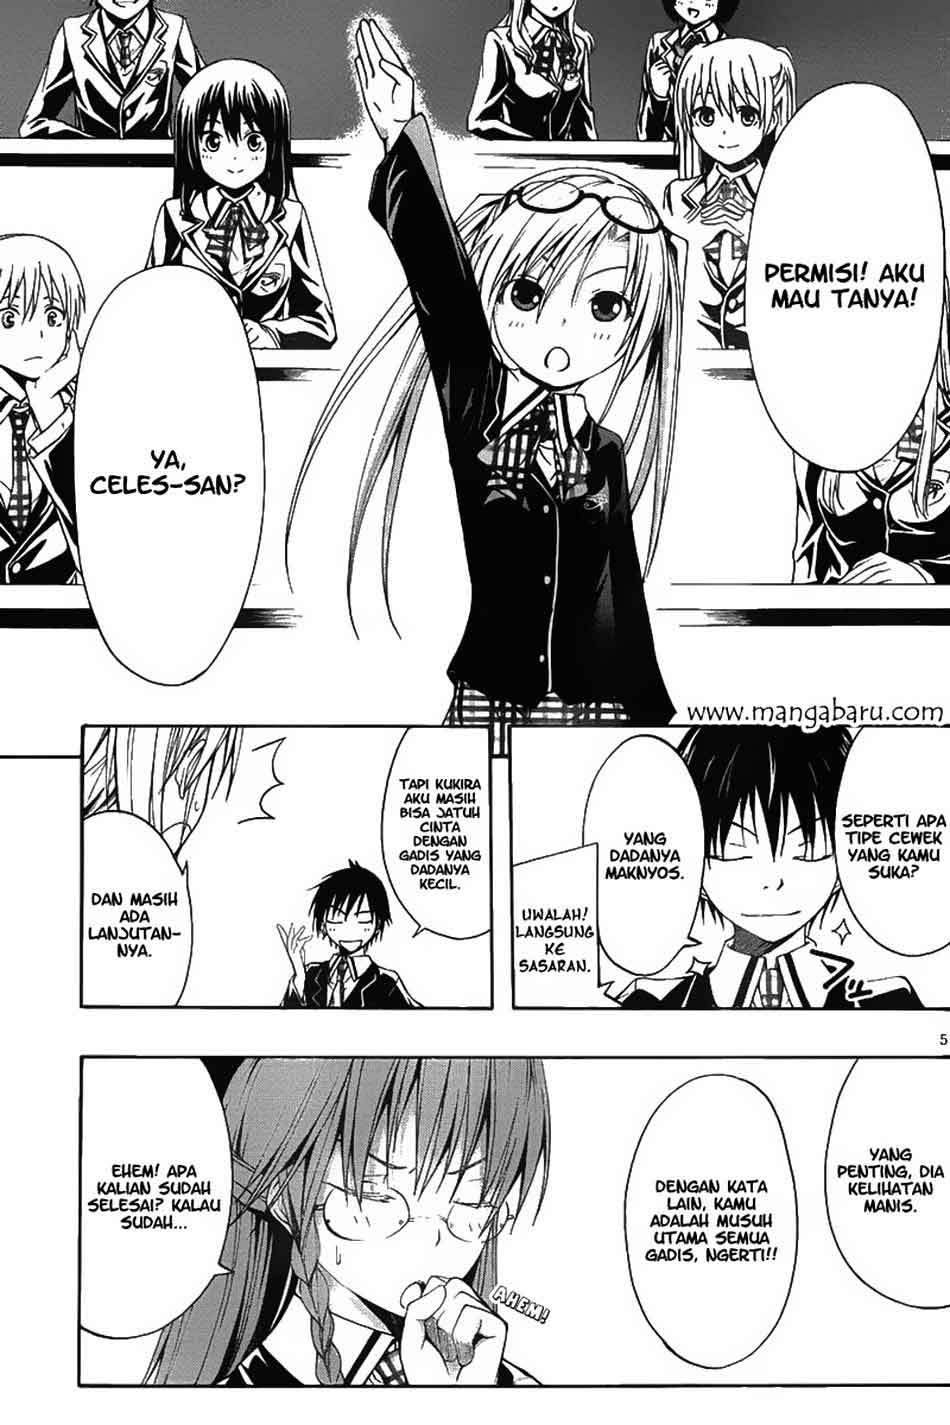 PERMISI! AKU
MAU TANYA!
YA,
CELES-SAN?
www.mangabaru.com
SEPERTI APA
TIPE CEWEK
YANG KAMU
SUKA?
YANG
DADANYA
MAKNYOS.
UWALAH!
LANGSUNG
KE
SASARAN.
TAPI KUKIRA
AKU MASIH
BISA JATUH
CINTA
DENGAN
GADIS YANG
DADANYA
KECIL.
DAN MASIH
ADA
LANJUTAN-
NYA.
5
YANG
PENTING, DIA
KELIHATAN
MANIS.
DENGAN KATA
LAIN, KAMU
ADALAH MUSUH
UTAMA SEMUA
GADIS, NGERTI!!
AHEM!
EHEM! APA
KALIAN SUDAH
SELESAI? KALAU
SUDAH...